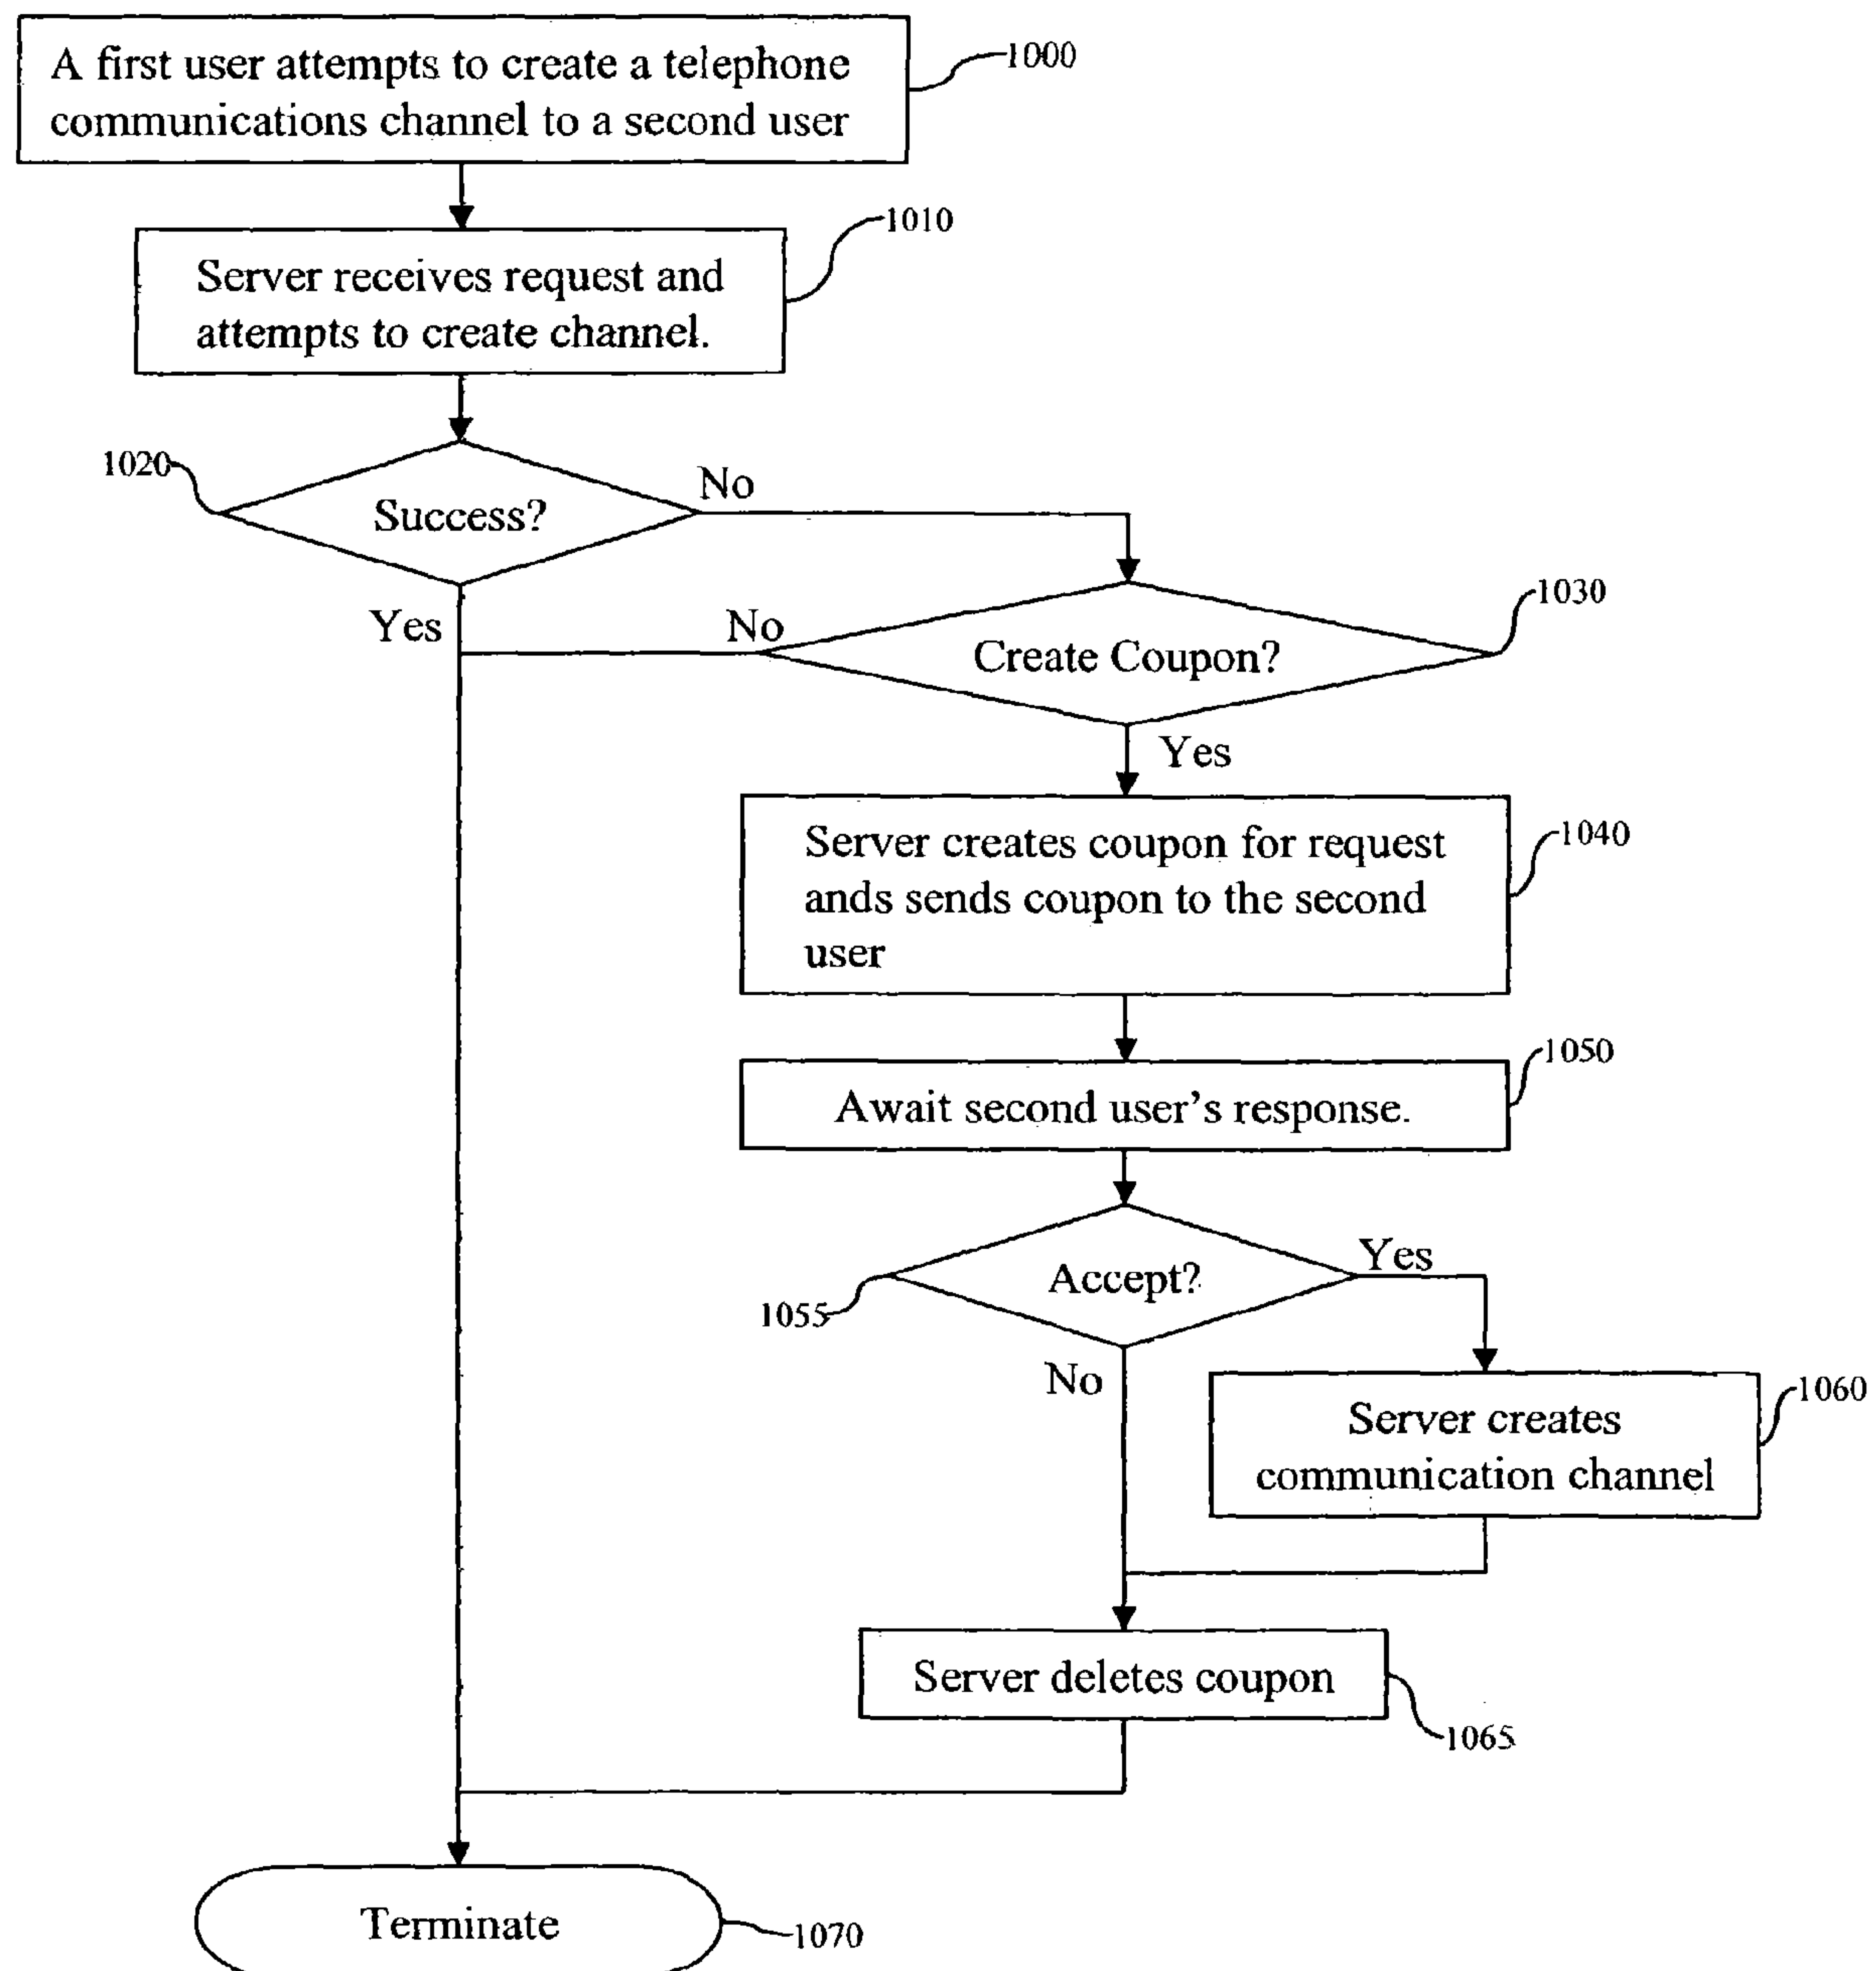 A first user attempts to create a telephone
communications channel to a second user
1000
1010
Server receives request and
attempts to create channel.
1020
Success?
No
Yes
No
Create Coupon?
1030
Yes
Server creates coupon for request
ands sends coupon to the second
user
1040
1050
Await second user's response.
Accept?
Yes
1055
No
Server creates
communication channel
1060
Server deletes coupon
1065
Terminate
1070